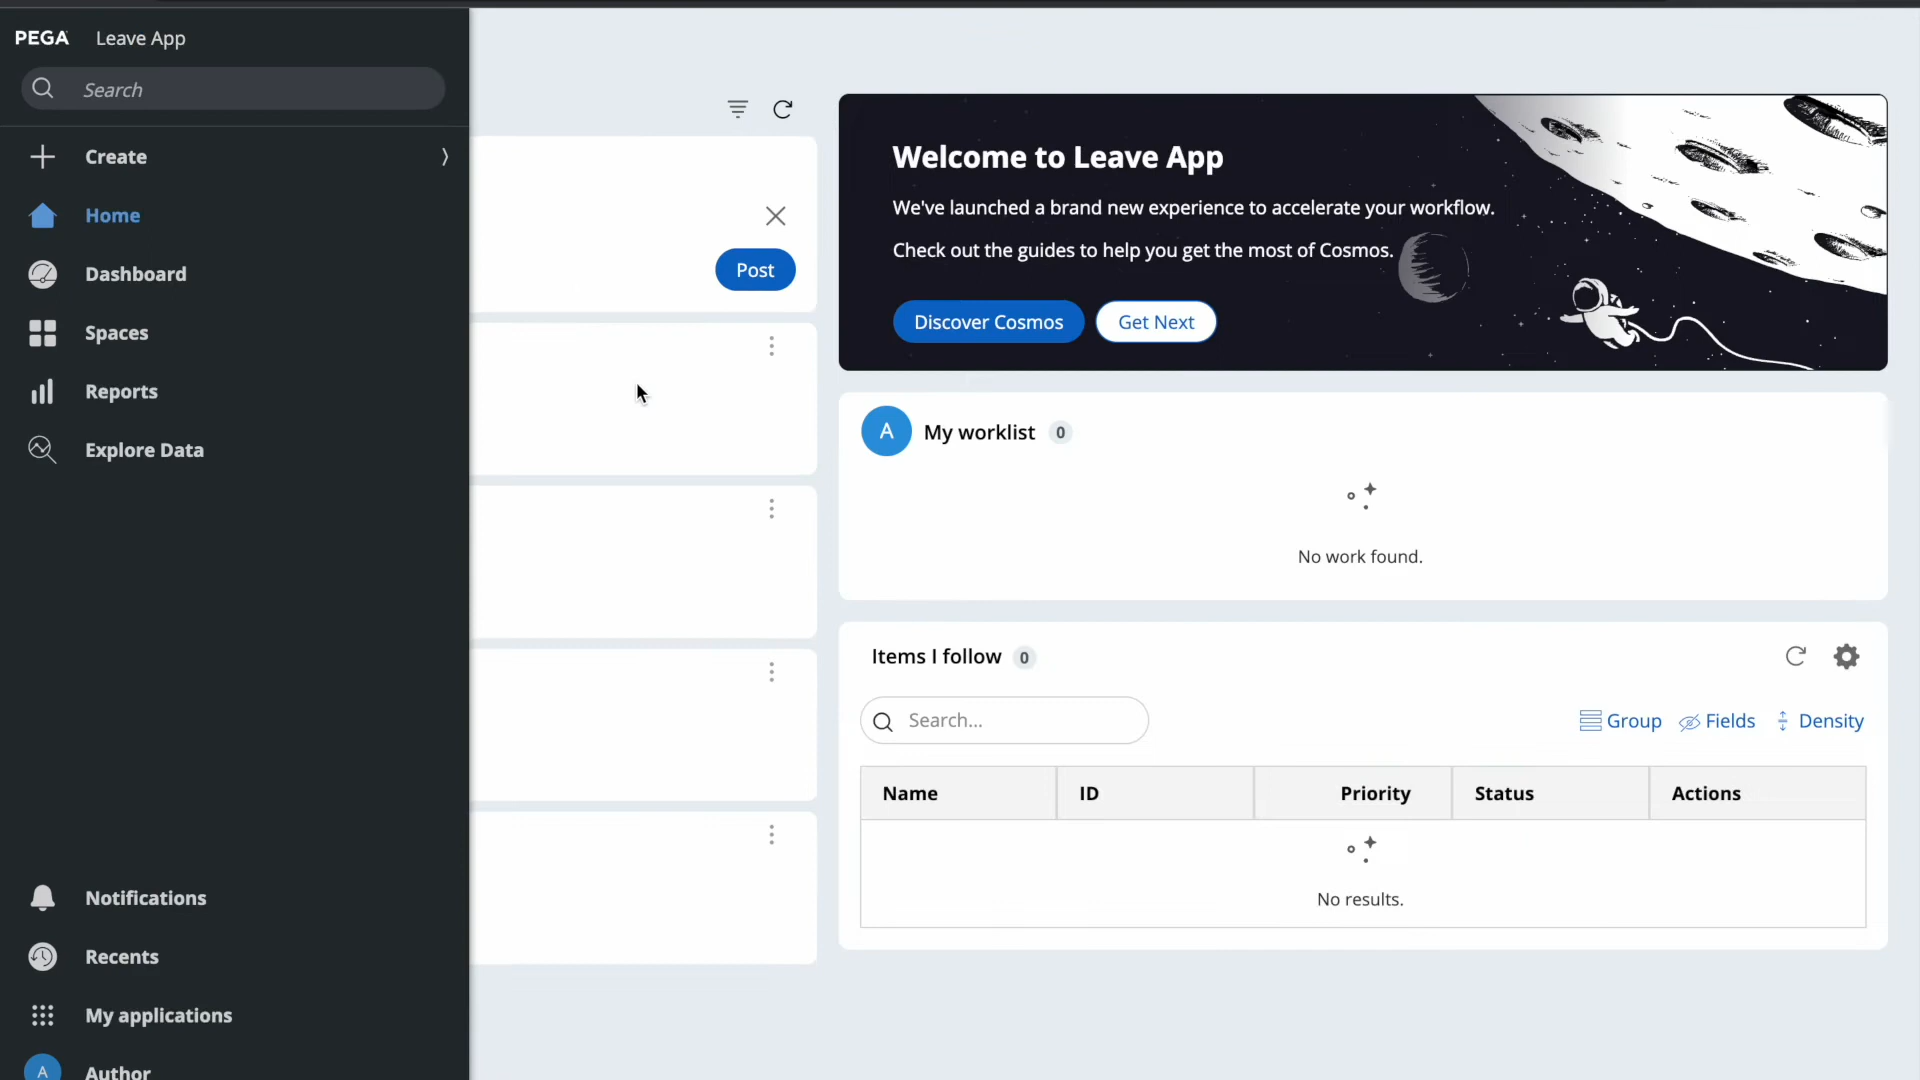 PEGA Leave App
Search
Create
Home
Dashboard
Spaces
Reports
Explore Data
Notifications
Recents
My applications
A Author
Post
Welcome to Leave App
We've launched a brand new experience to accelerate your workflow.
Check out the guides to help you get the most of Cosmos.
Discover Cosmos Get Next
A My worklist 0
No work found.
Items I follow 0
Search... Group Fields Density
Name ID Priority Status Actions
No results.